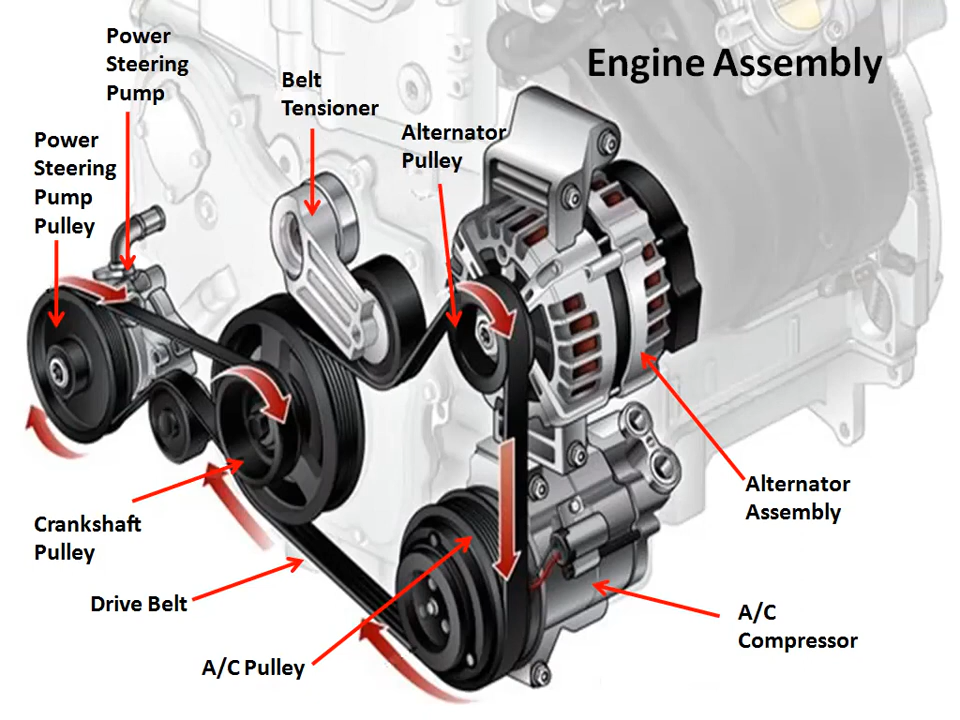 Engine Assembly
Power
Steering
Pump
Belt
Tensioner
Alternator
Pulley
Power
Steering
Pump
Pulley
Alternator
Assembly
Crankshaft
Pulley
Drive Belt
A/C
Compressor
A/C Pulley